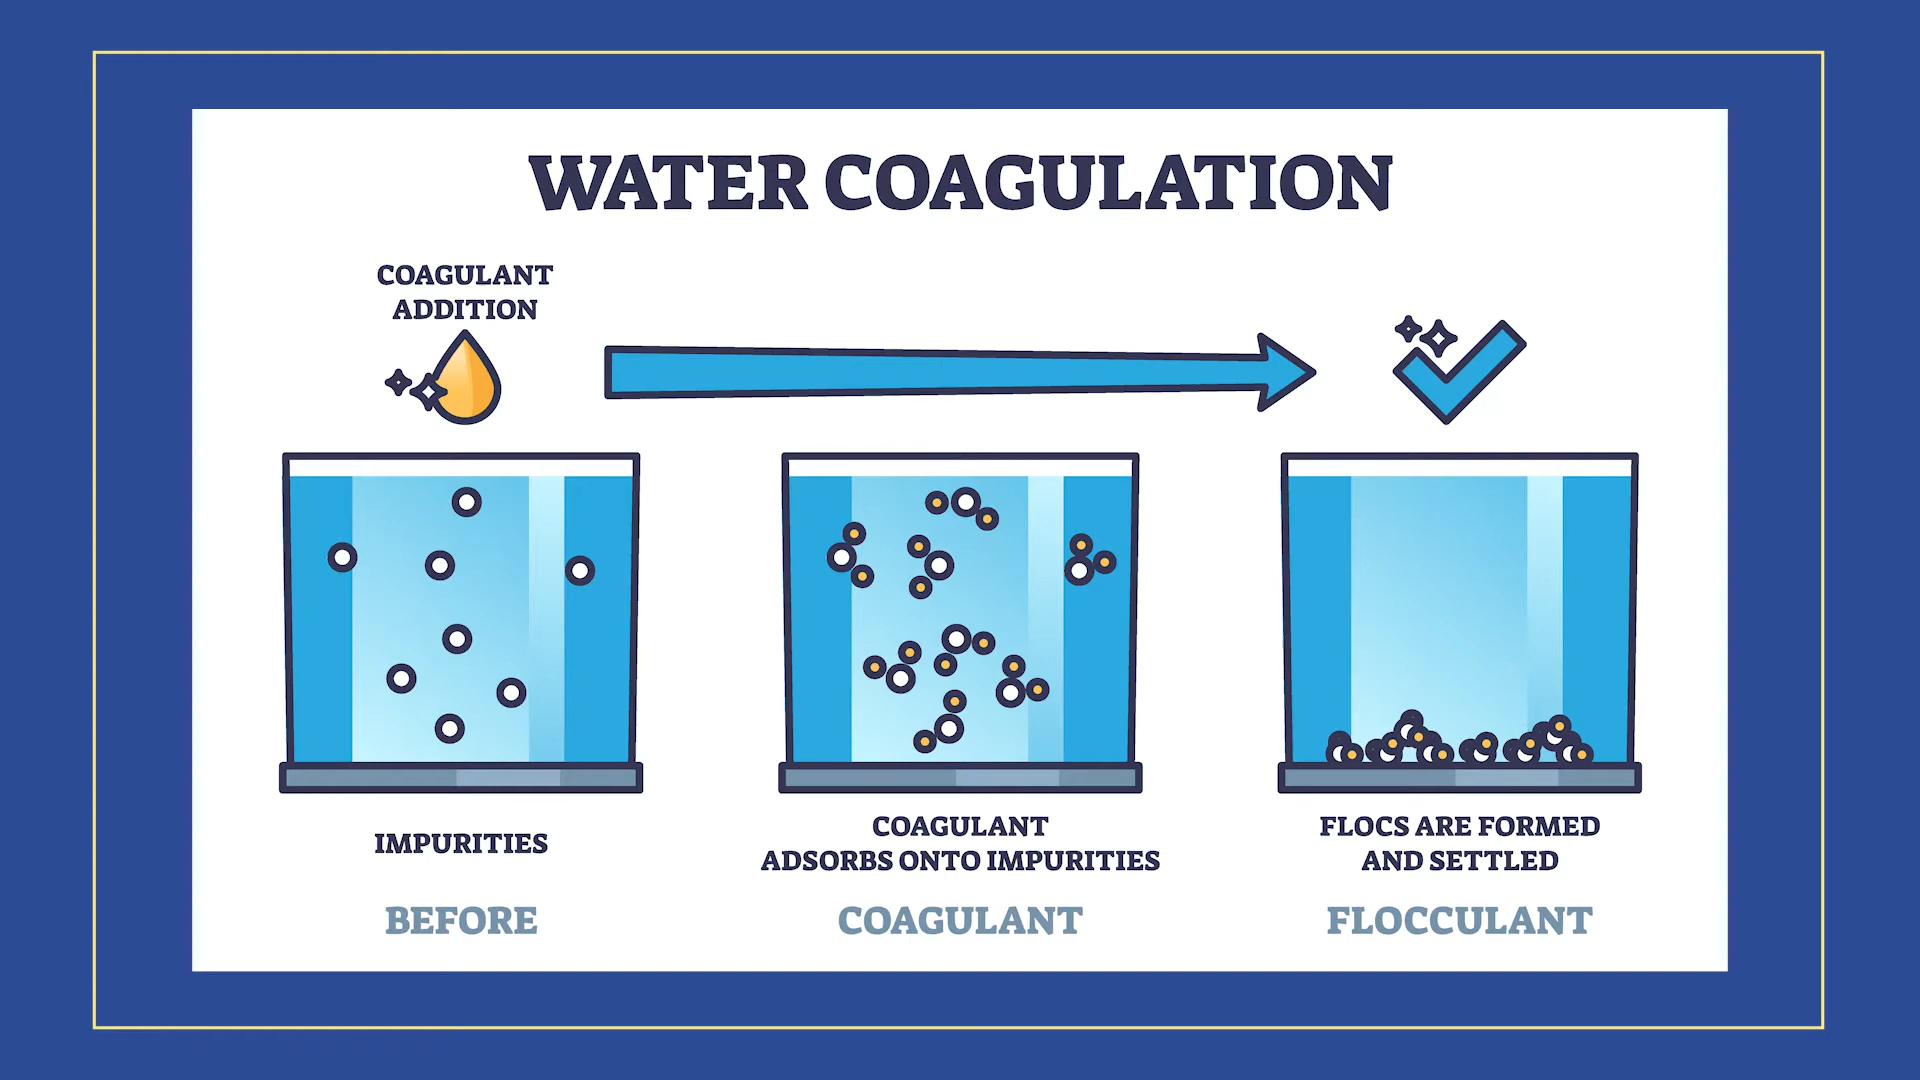 WATER COAGULATION
COAGULANT
ADDITION
IMPURITIES
BEFORE
COAGULANT
ADSORBS ONTO IMPURITIES
COAGULANT
FLOCS ARE FORMED
AND SETTLED
FLOCCULANT